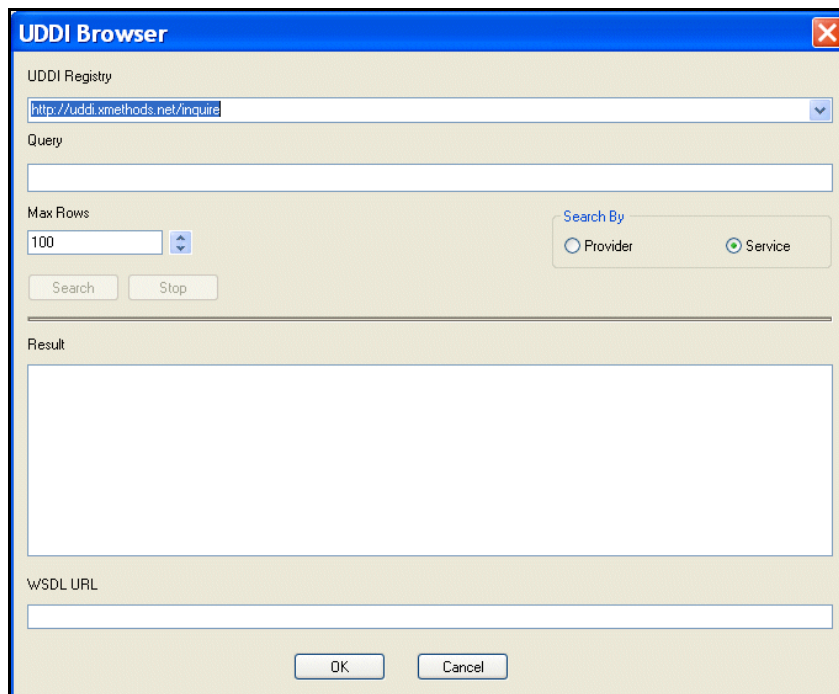 UDDI Browser
UDDI Registry
http://uddi.xmethods.net/inquire
Query
Max Rows
Search By
100
Provider
Service
Search
Stop
Result
WSDL URL
OK
Cancel